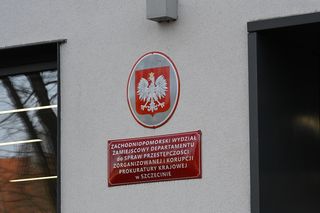 ZACHODNIOPOMORSKI WYDZIAŁ
ZAMIEJSCOWY DEPARTAMENTU
do SPRAW PRZESTĘPCZOŚCI
ZORGANIZOWANEJ I KORUPCJI
PROKURATURY KRAJOWEJ
w SZCZECINIE